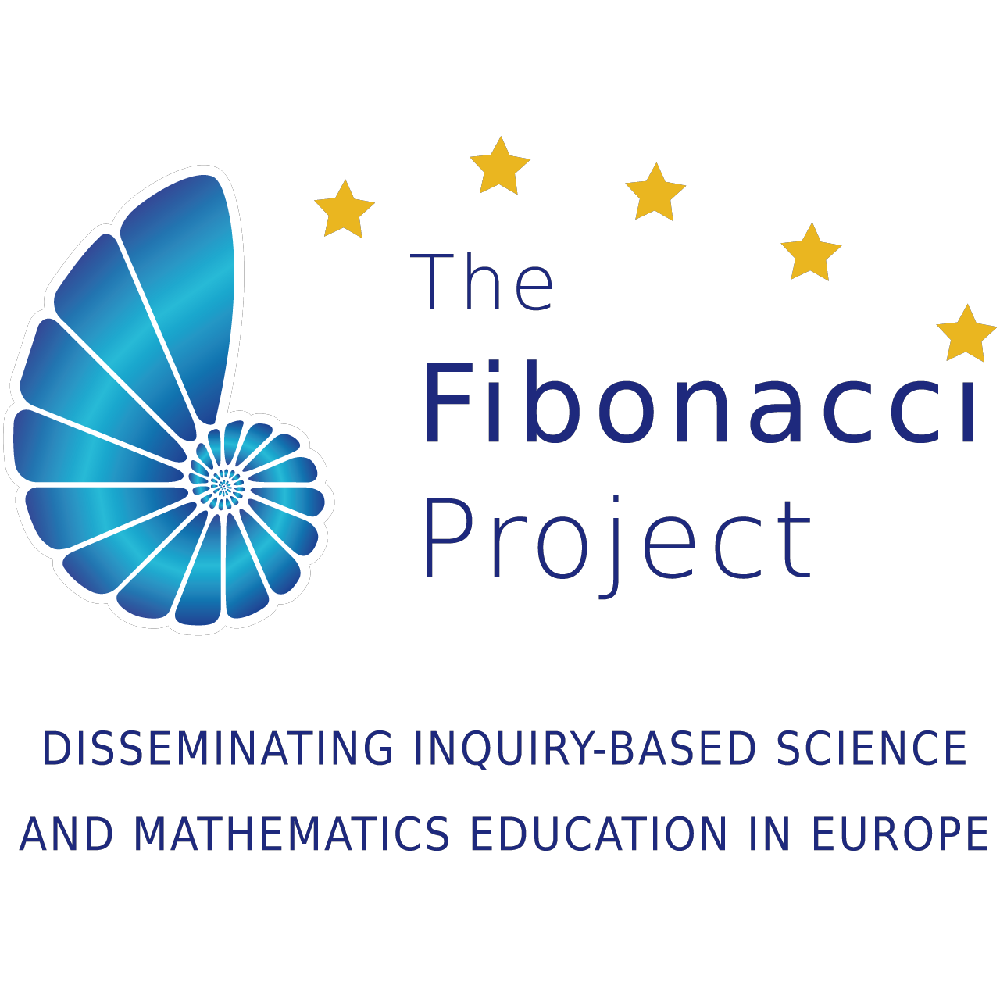 The
Fibonacci
Project
DISSEMINATING INQUIRY-BASED SCIENCE
AND MATHEMATICS EDUCATION IN EUROPE